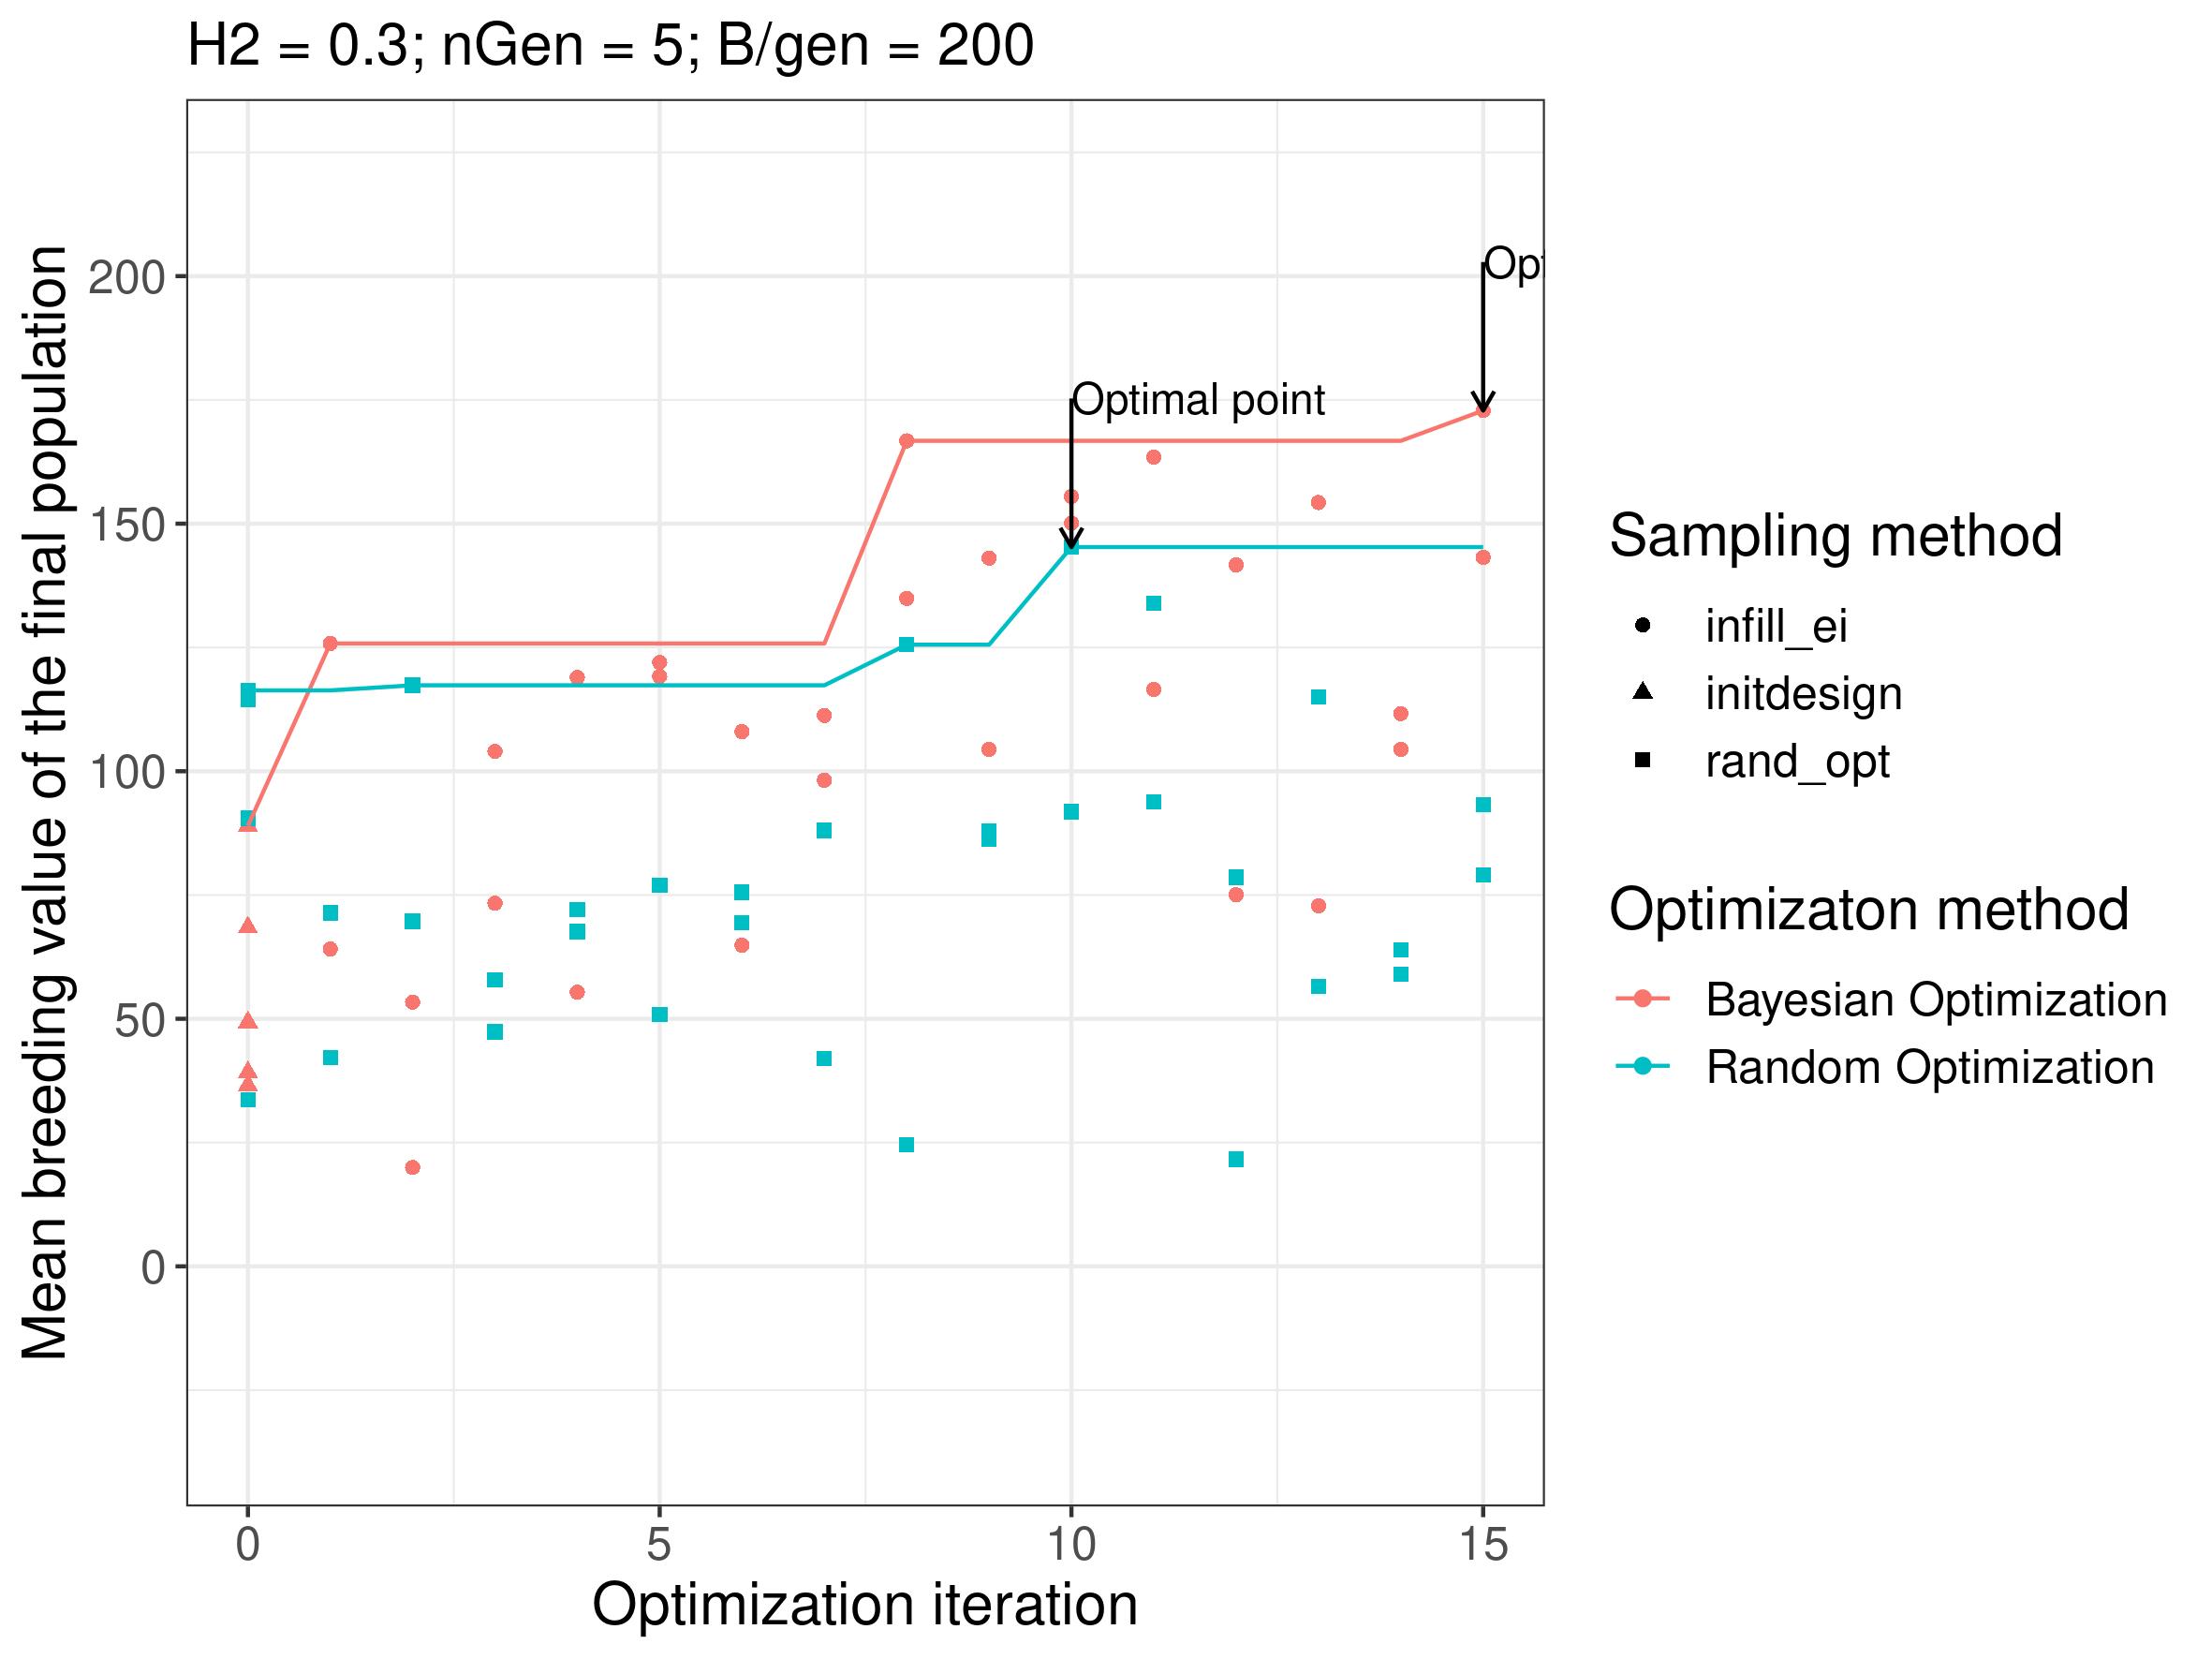 H2 = 0.3; nGen = 5; B/gen = 200
Mean breeding value of the final population
200
150
100
50
0
Opt
Optimal point
0 5 10 15
Optimization iteration
Sampling method
infill_ei
initdesign
rand_opt
Optimizaton method
Bayesian Optimization
Random Optimization